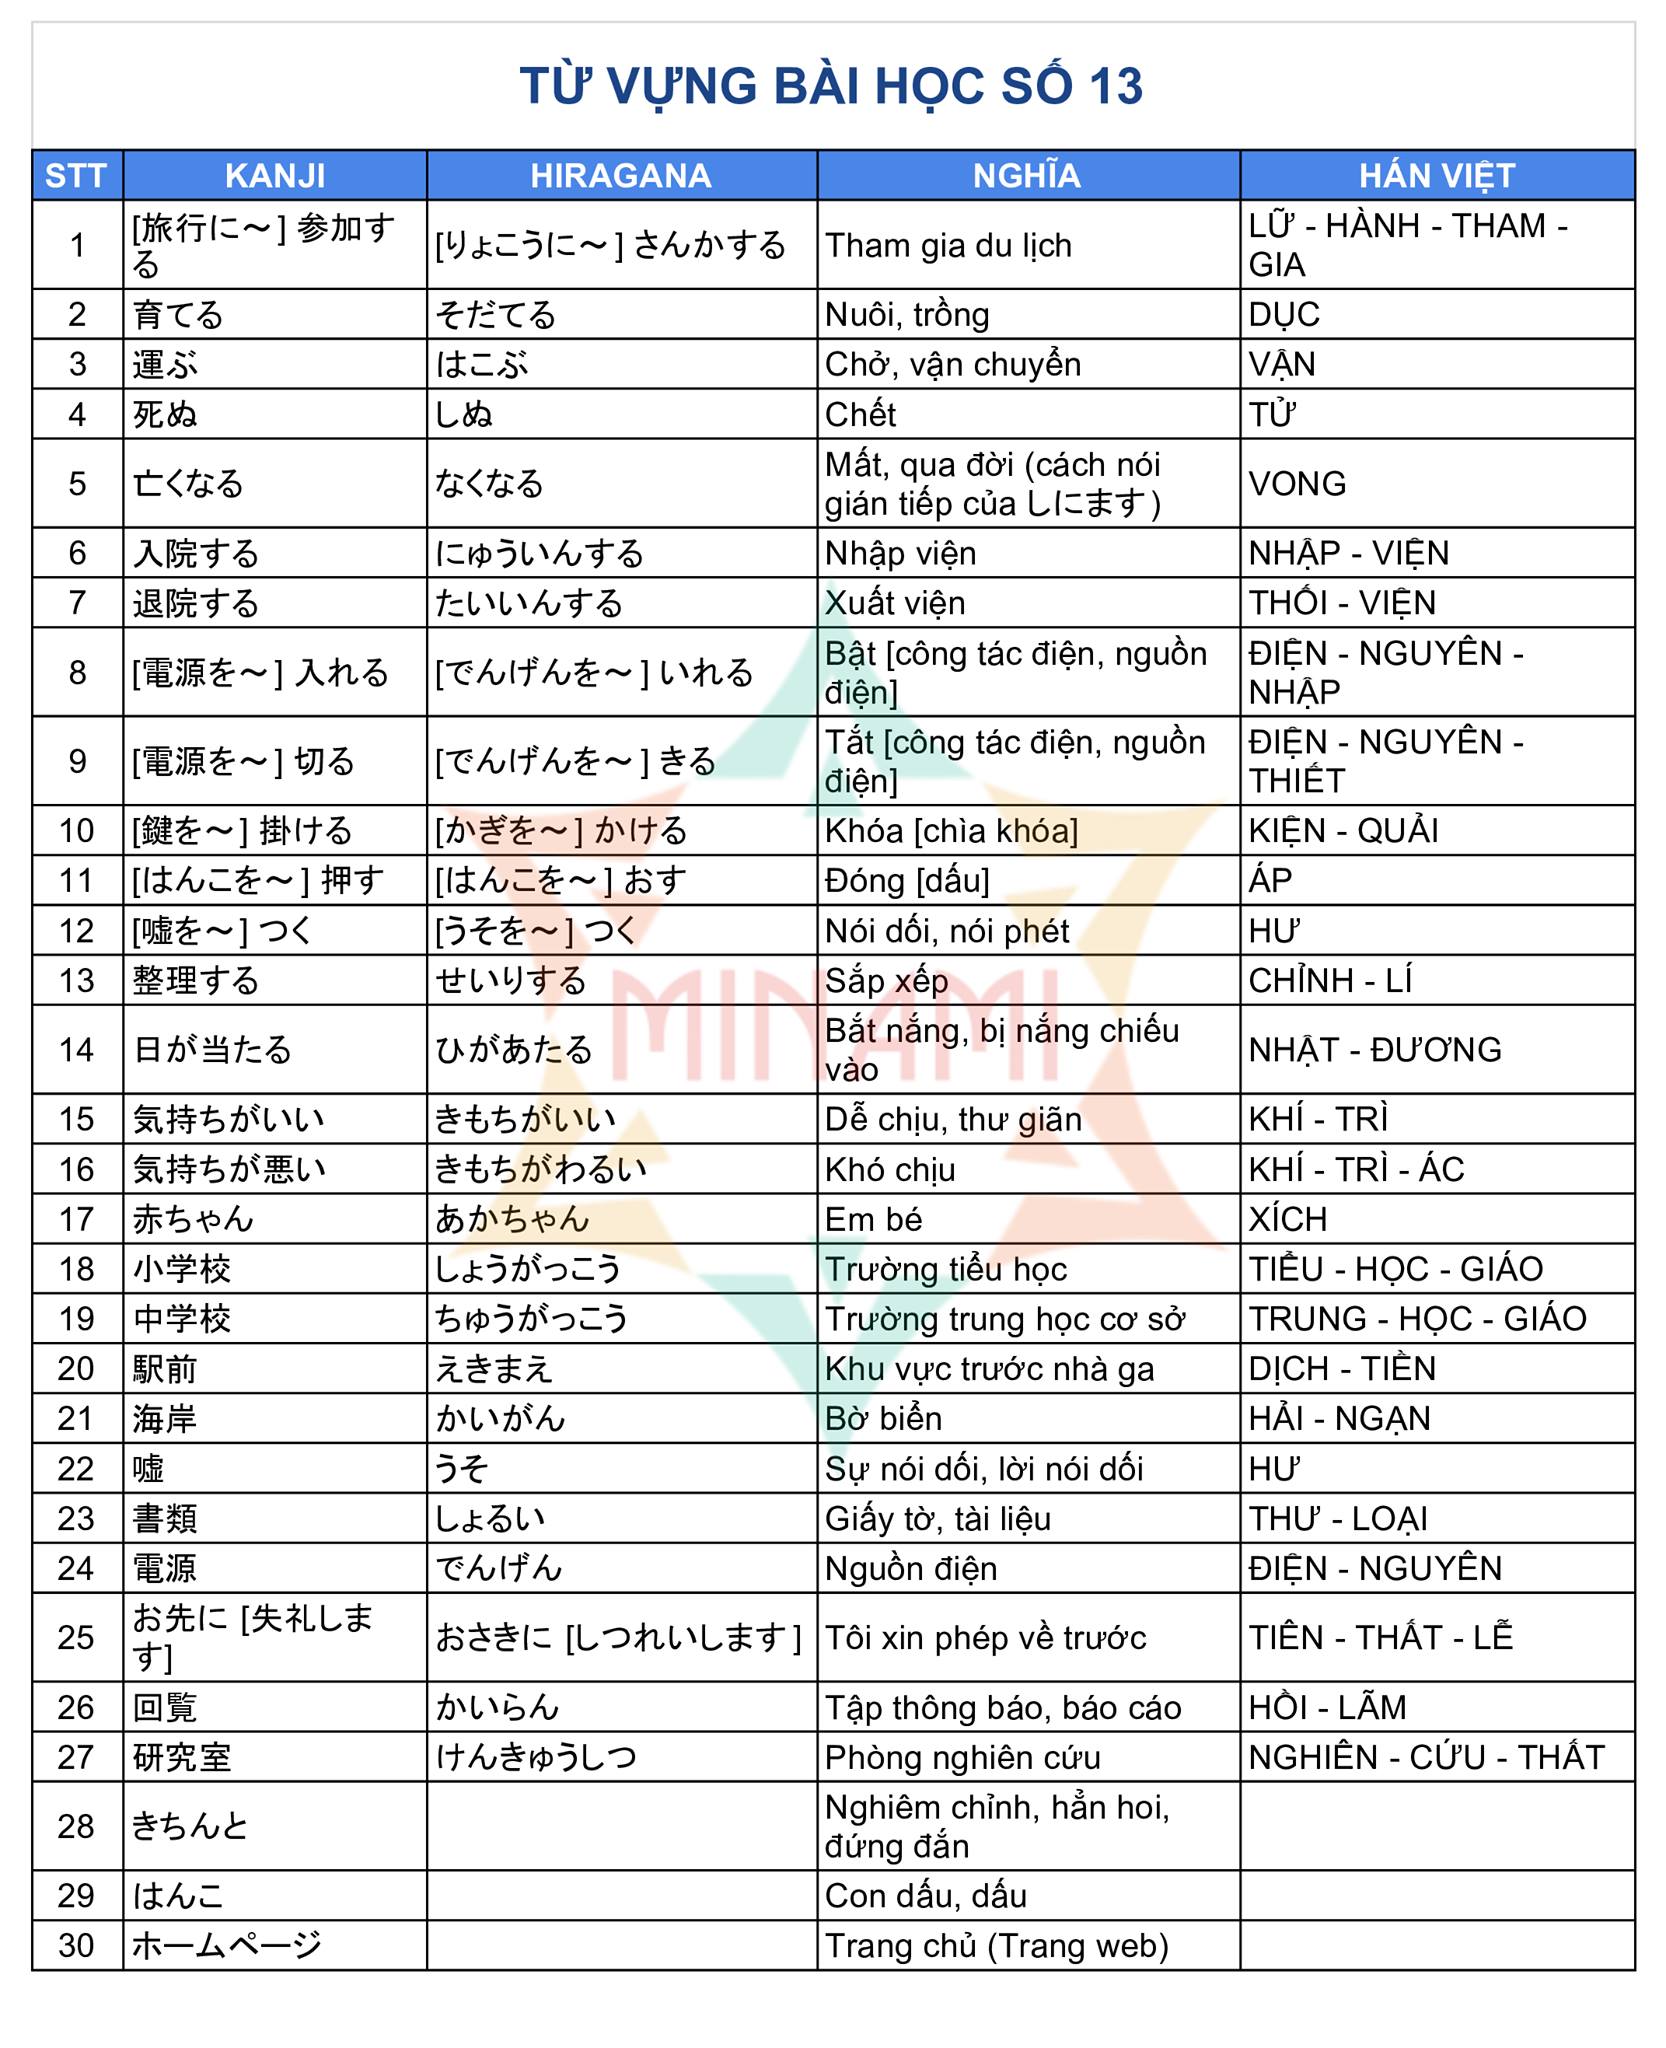 TỪ VỰNG BÀI HỌC SỐ 13
STT KANJI HIRAGANA NGHĨA HÁN VIỆT
1 [旅行に～] 参加する [りょこうに～] さんかする Tham gia du lịch LỮ - HÀNH - THAM - GIA
2 育てる そだてる Nuôi, trồng DỤC
3 運ぶ はこぶ Chở, vận chuyển VẬN
4 死ぬ しぬ Chết TỬ
5 亡くなる なくなる Mất, qua đời (cách nói gián tiếp của しにます) VONG
6 入院する にゅういんする Nhập viện NHẬP - VIỆN
7 退院する たいいんする Xuất viện THỐI - VIỆN
8 [電源を～] 入れる [でんげんを～] いれる Bật [công tác điện, nguồn điện] ĐIỆN - NGUYÊN - NHẬP
9 [電源を～] 切る [でんげんを～] きる Tắt [công tác điện, nguồn điện] ĐIỆN - NGUYÊN - THIẾT
10 [鍵を～] 掛ける [かぎを～] かける Khóa [chìa khóa] KIỆN - QUẢI
11 [はんこを～] 押す [はんこを～] おす Đóng [dấu] ÁP
12 [嘘を～] つく [うそを～] つく Nói dối, nói phét HƯ
13 整理する せいりする Sắp xếp CHỈNH - LÍ
14 日が当たる ひがあたる Bắt nắng, bị nắng chiếu vào NHẬT - ĐƯƠNG
15 気持ちがいい きもちがいい Dễ chịu, thư giãn KHÍ - TRÌ
16 気持ちが悪い きもちがわるい Khó chịu KHÍ - TRÌ - ÁC
17 赤ちゃん あかちゃん Em bé XÍCH
18 小学校 しょうがっこう Trường tiểu học TIỂU - HỌC - GIÁO
19 中学校 ちゅうがっこう Trường trung học cơ sở TRUNG - HỌC - GIÁO
20 駅前 えきまえ Khu vực trước nhà ga DỊCH - TIỀN
21 海岸 かいがん Bờ biển HẢI - NGẠN
22 嘘 うそ Sự nói dối, lời nói dối HƯ
23 書類 しょるい Giấy tờ, tài liệu THƯ - LOẠI
24 電源 でんげん Nguồn điện ĐIỆN - NGUYÊN
25 お先に [失礼します] おさきに [しつれいします] Tôi xin phép về trước TIÊN - THẤT - LỄ
26 回覧 かいらん Tập thông báo, báo cáo HỒI - LÃM
27 研究室 けんきゅうしつ Phòng nghiên cứu NGHIÊN - CỨU - THẤT
28 きちんと Nghiêm chỉnh, hẳn hoi, đứng đắn
29 はんこ Con dấu, dấu
30 ホームページ Trang chủ (Trang web)
MINAMI